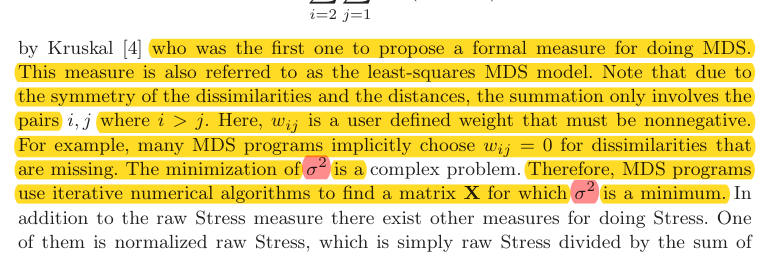 i=2 j=1
by Kruskal [4] who was the first one to propose a formal measure for doing MDS.
This measure is also referred to as the least-squares MDS model. Note that due to
the symmetry of the dissimilarities and the distances, the summation only involves the
pairs i, j where i > j. Here, wij is a user defined weight that must be nonnegative.
For example, many MDS programs implicitly choose wij = 0 for dissimilarities that
are missing. The minimization of σ² is a complex problem. Therefore, MDS programs
use iterative numerical algorithms to find a matrix X for which σ² is a minimum. In
addition to the raw Stress measure there exist other measures for doing Stress. One
of them is normalized raw Stress, which is simply raw Stress divided by the sum of